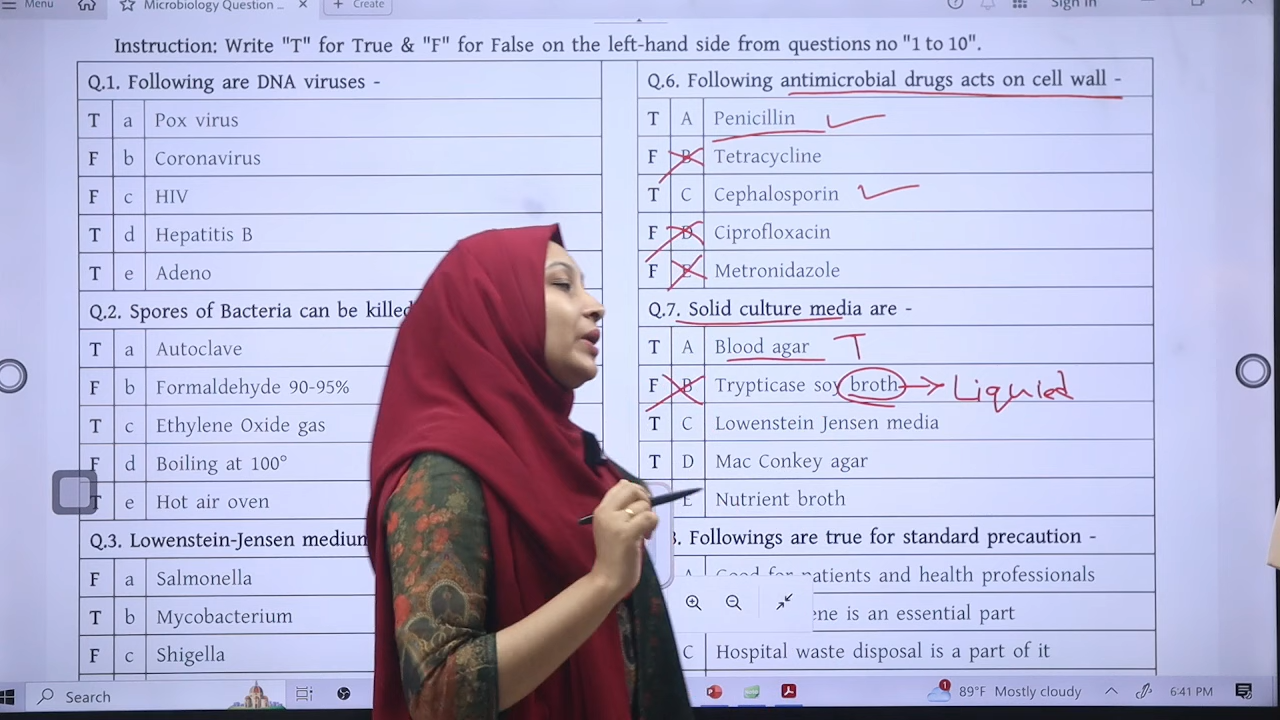 Menu
Microbiology Question ...
+ Create
Sign in
Instruction: Write "T" for True & "F" for False on the left-hand side from questions no "1 to 10".
Q.1. Following are DNA viruses -
T a Pox virus
F b Coronavirus
F c HIV
T d Hepatitis B
T e Adeno
Q.2. Spores of Bacteria can be killed
T a Autoclave
F b Formaldehyde 90-95%
T c Ethylene Oxide gas
F d Boiling at 100°
T e Hot air oven
Q.3. Lowenstein-Jensen medium
F a Salmonella
T b Mycobacterium
F c Shigella
Q.6. Following antimicrobial drugs acts on cell wall -
T A Penicillin
F B Tetracycline
T C Cephalosporin
F D Ciprofloxacin
F E Metronidazole
Q.7. Solid culture media are -
T A Blood agar T
F B Trypticase soy broth → Liquied
T C Lowenstein Jensen media
T D Mac Conkey agar
E Nutrient broth
8. Followings are true for standard precaution -
A Good for patients and health professionals
ene is an essential part
C Hospital waste disposal is a part of it
Search
89°F Mostly cloudy
6:41 PM